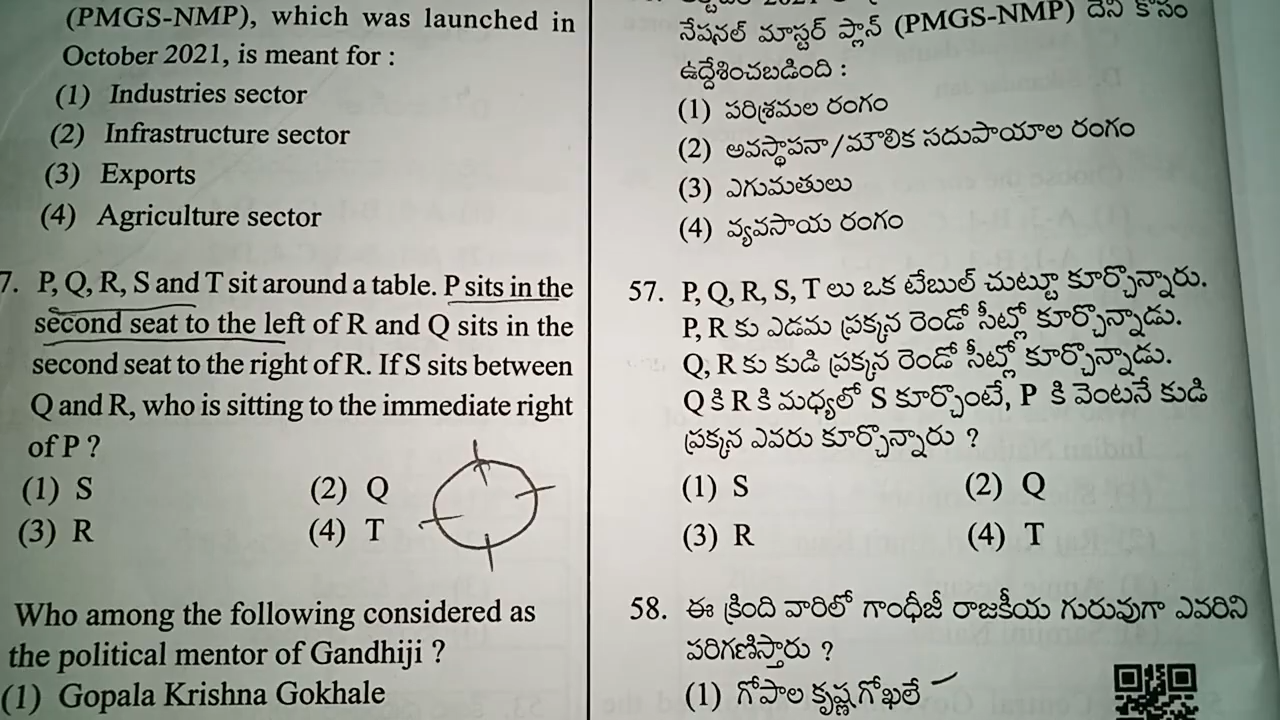 (PMGS-NMP), which was launched in
October 2021, is meant for :
(1) Industries sector
(2) Infrastructure sector
(3) Exports
(4) Agriculture sector
7. P, Q, R, S and T sit around a table. P sits in the
second seat to the left of R and Q sits in the
second seat to the right of R. If S sits between
Q and R, who is sitting to the immediate right
of P ?
(1) S (2) Q
(3) R (4) T
Who among the following considered as
the political mentor of Gandhiji ?
(1) Gopala Krishna Gokhale
నేషనల్ మాస్టర్ ప్లాన్ (PMGS-NMP) దేని కోసం
ఉద్దేశించబడింది :
(1) పరిశ్రమల రంగం
(2) అవస్థాపనా/మౌలిక సదుపాయాల రంగం
(3) ఎగుమతులు
(4) వ్యవసాయ రంగం
57. P, Q, R, S, T లు ఒక టేబుల్ చుట్టూ కూర్చొన్నారు.
P, R కు ఎడమ ప్రక్కన రెండో సీట్లో కూర్చొన్నాడు.
Q, R కు కుడి ప్రక్కన రెండో సీట్లో కూర్చొన్నాడు.
Q కి R కి మధ్యలో S కూర్చొంటే, P కి వెంటనే కుడి
ప్రక్కన ఎవరు కూర్చొన్నారు ?
(1) S (2) Q
(3) R (4) T
58. ఈ క్రింది వారిలో గాంధీజీ రాజకీయ గురువుగా ఎవరిని
పరిగణిస్తారు ?
(1) గోపాల కృష్ణ గోఖలే